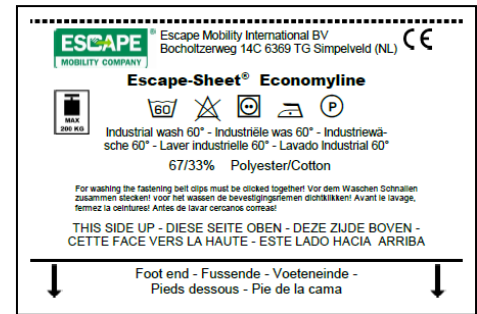 ESCAPE®
MOBILITY COMPANY
Escape Mobility International BV
Bocholtzerweg 14C 6369 TG Simpelveld (NL)
CE
Escape-Sheet® Economyline
MAX
200 KG
60
P
Industrial wash 60° - Industriële was 60° - Industriewä-
sche 60° - Laver industrielle 60° - Lavado Industrial 60°
67/33% Polyester/Cotton
For washing the fastening belt clips must be clicked together! Vor dem Waschen Schnallen
zusammen stecken! voor het wassen de bevestigingsriemen dichtklikken! Avant le lavage,
fermez la ceintures! Antes de lavar cercanos correas!
THIS SIDE UP - DIESE SEITE OBEN - DEZE ZIJDE BOVEN -
CETTE FACE VERS LA HAUTE - ESTE LADO HACIA ARRIBA
Foot end - Fussende - Voeteneinde -
Pieds dessous - Pie de la cama